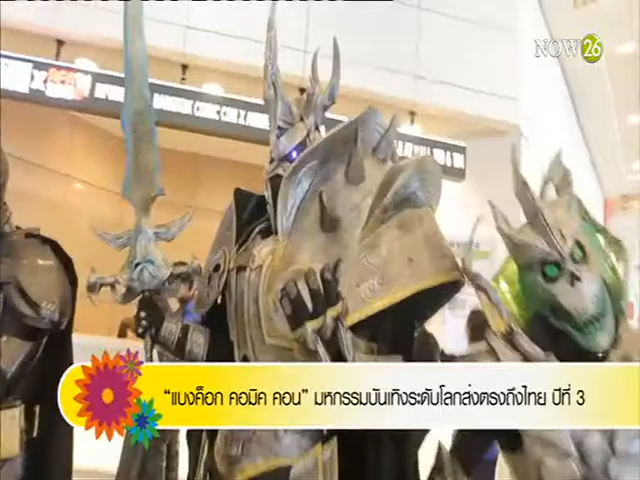 NOW 26
BANGKOK COMIC CON X
"แบงค็อก คอมิค คอน" มหกรรมบันเทิงระดับโลกส่งตรงถึงไทย ปีที่ 3